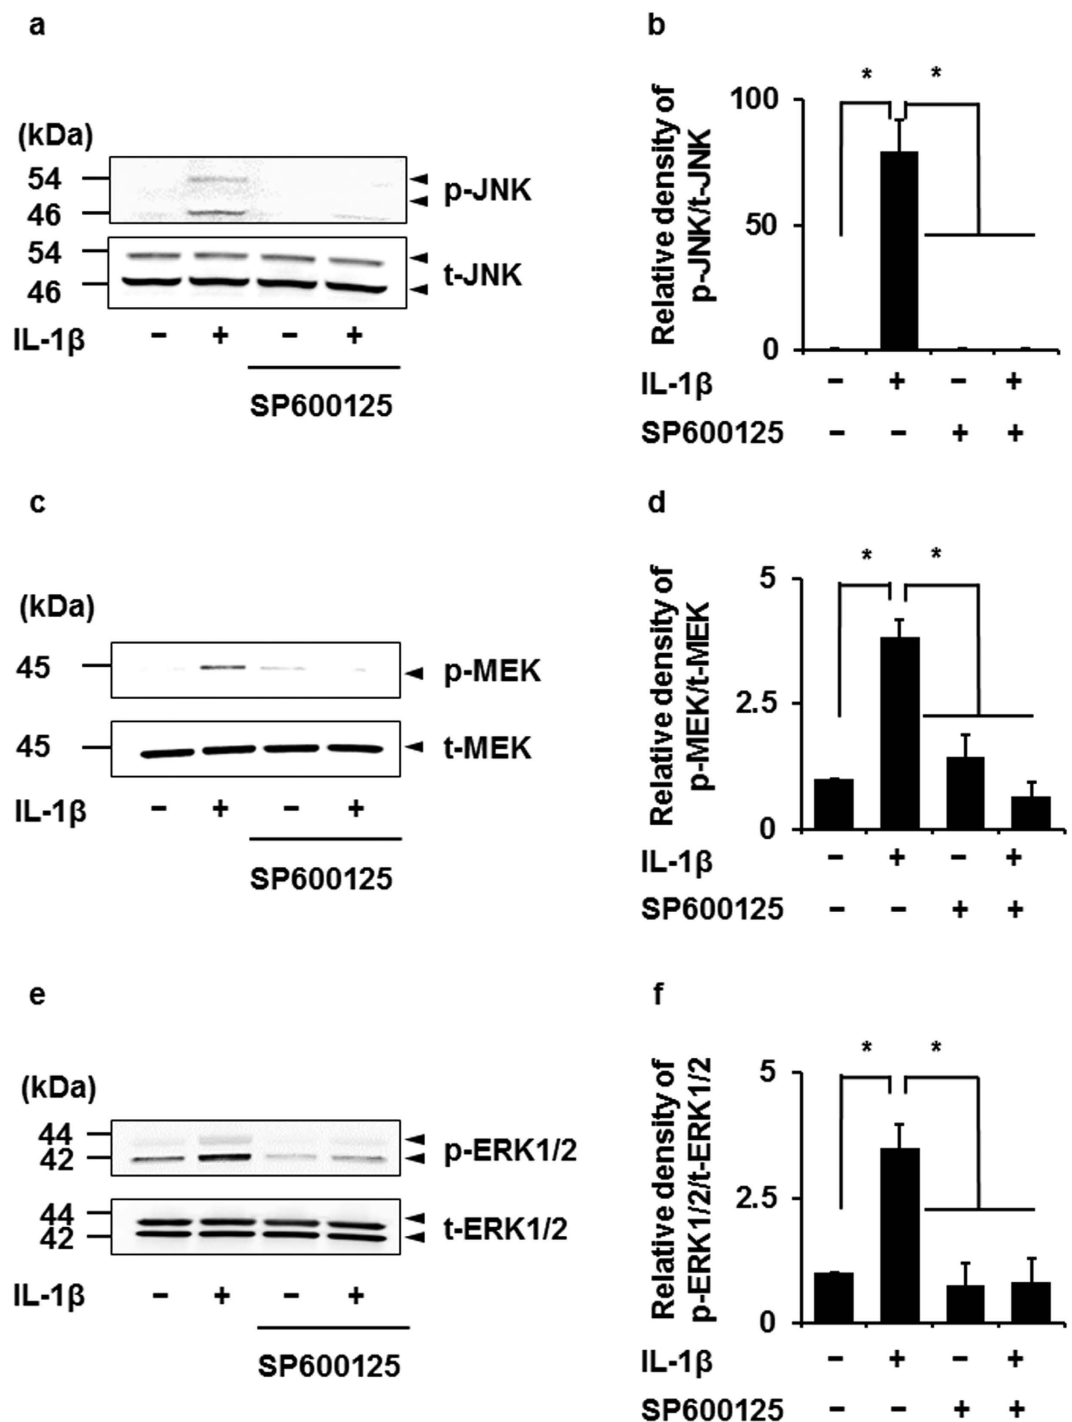 a
(kDa)
54
46
p-JNK
54
46
t-JNK
IL-1β − + − +
SP600125
b
Relative density of
p-JNK/t-JNK
* *
100
50
0
IL-1β − + − +
SP600125 − − + +
c
(kDa)
45
p-MEK
45
t-MEK
IL-1β − + − +
SP600125
d
Relative density of
p-MEK/t-MEK
* *
5
2.5
0
IL-1β − + − +
SP600125 − − + +
e
(kDa)
44
42
p-ERK1/2
44
42
t-ERK1/2
IL-1β − + − +
SP600125
f
Relative density of
p-ERK1/2/t-ERK1/2
* *
5
2.5
0
IL-1β − + − +
SP600125 − − + +